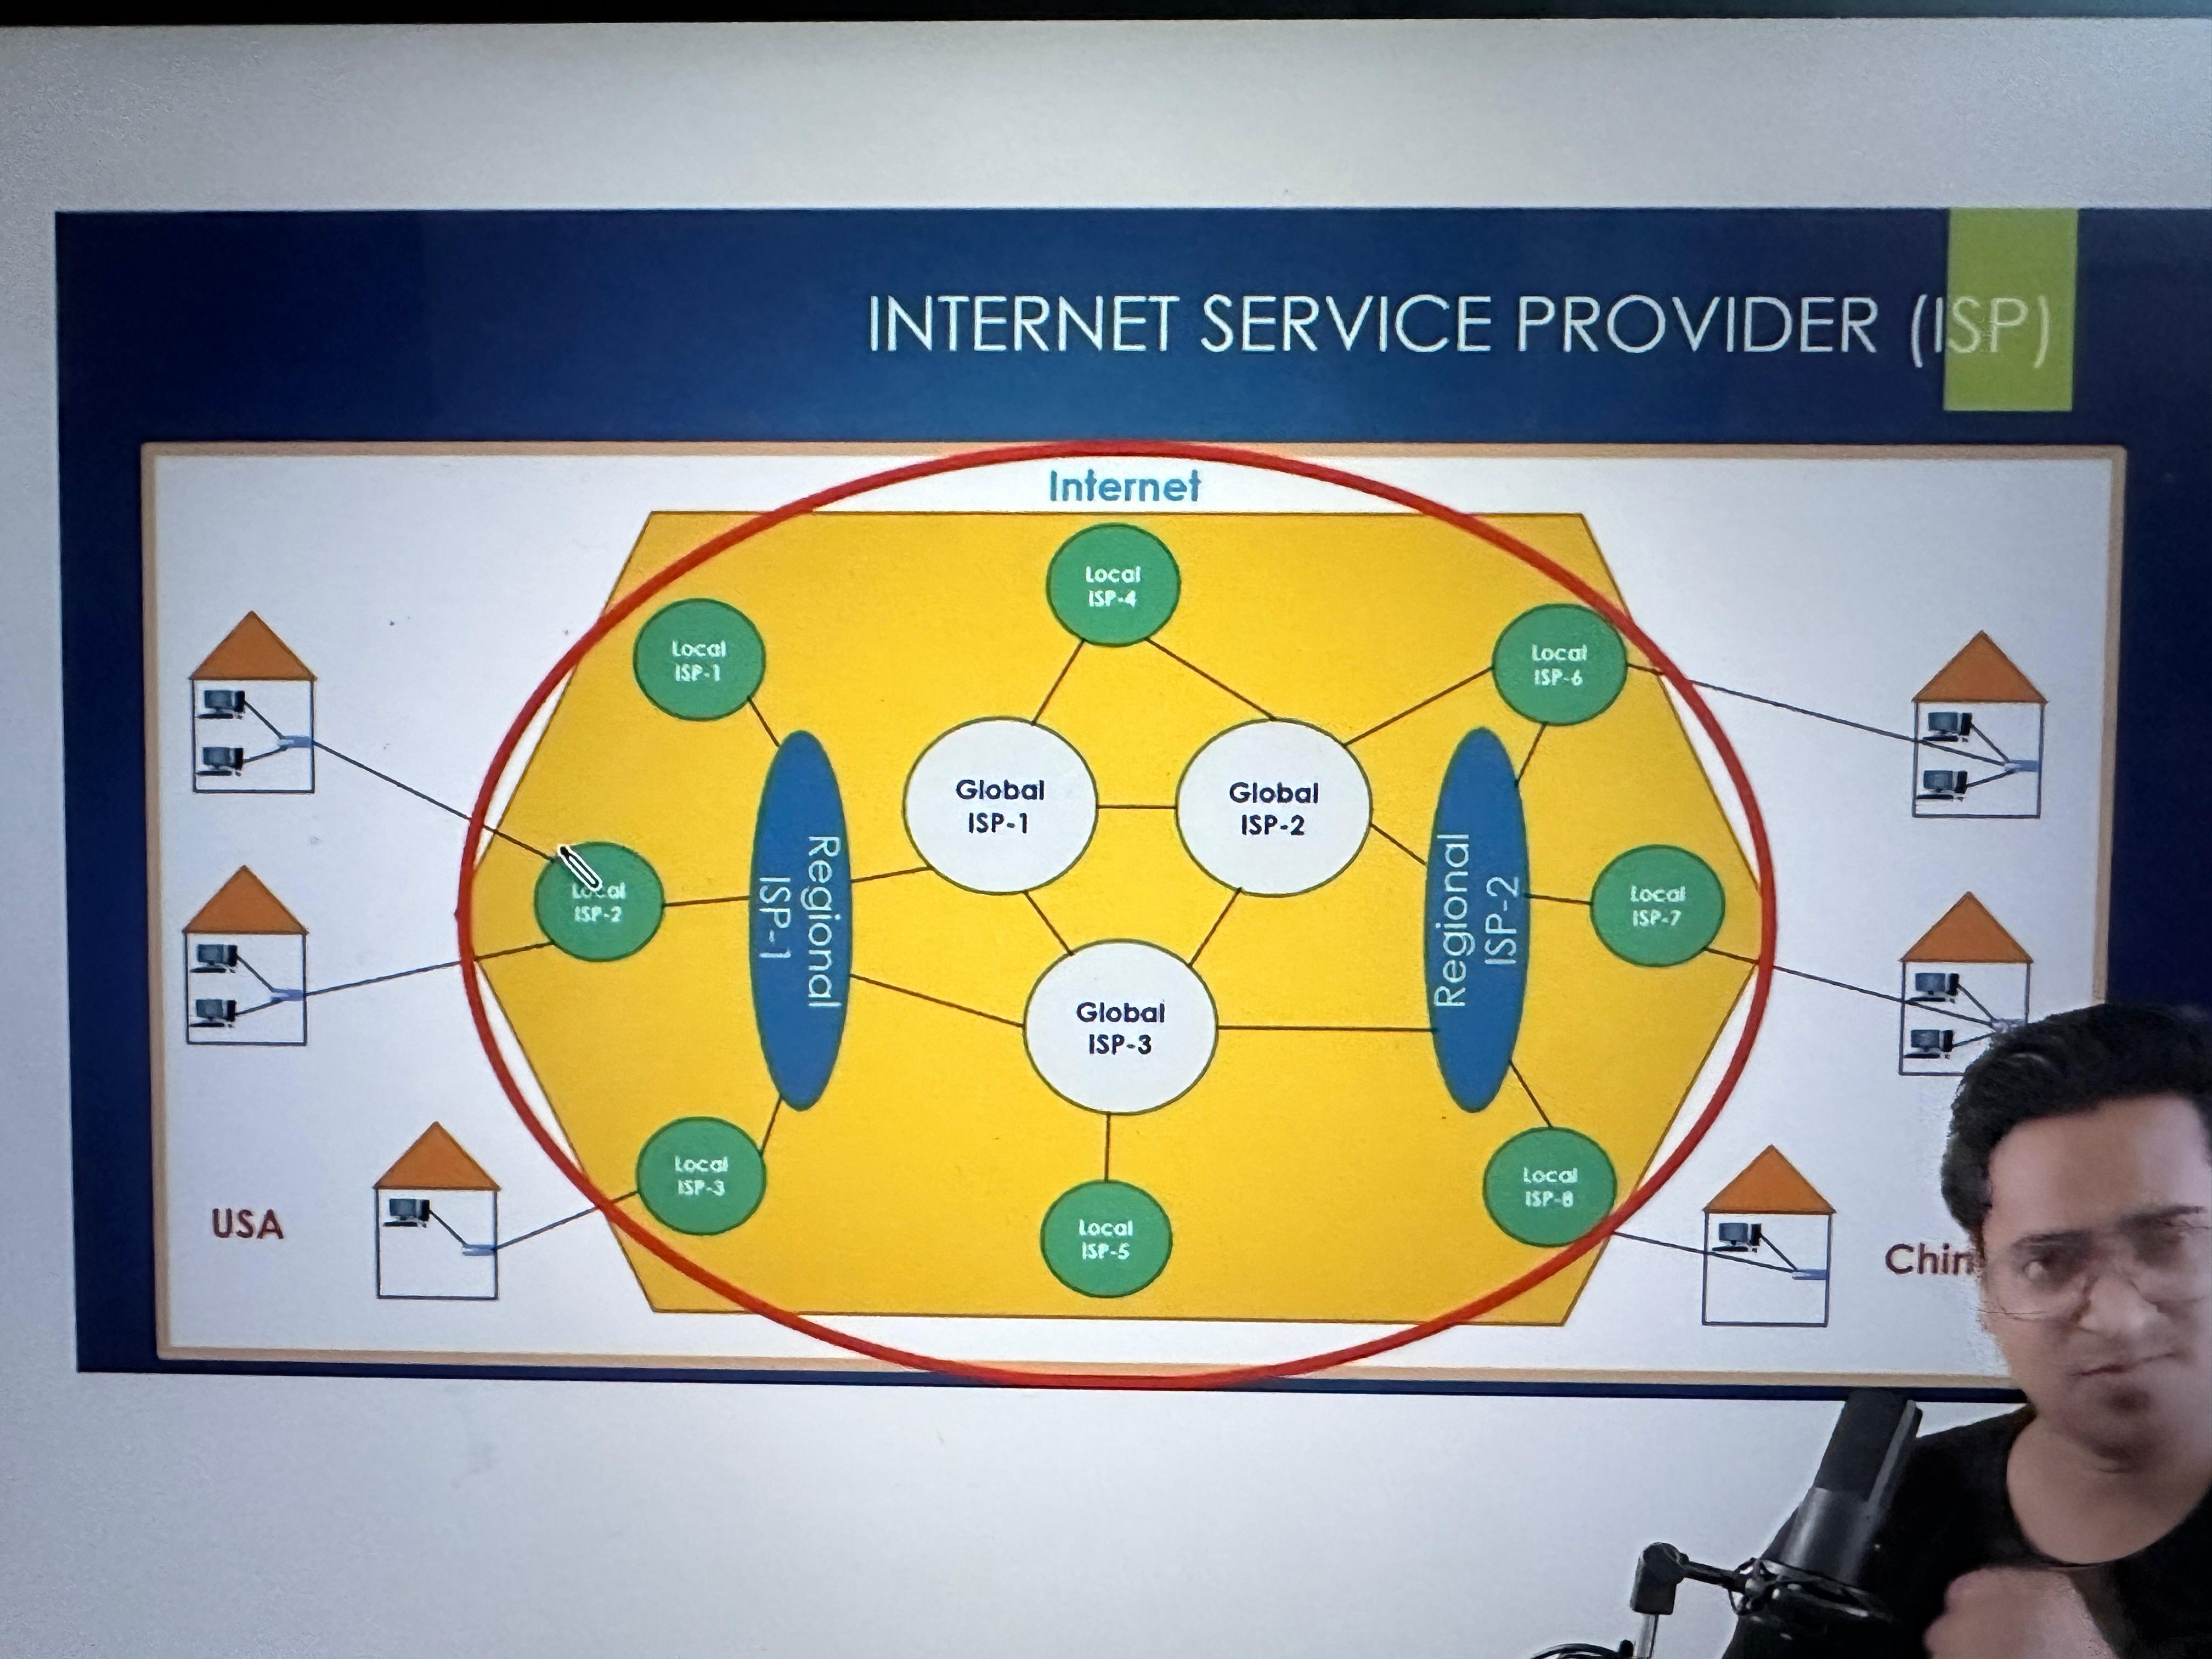 INTERNET SERVICE PROVIDER (ISP)
Internet
Local
ISP-4
Local
ISP-1
Local
ISP-6
Global
ISP-1
Global
ISP-2
Local
ISP-2
Regional
ISP-1
Regional
ISP-2
Local
ISP-7
Global
ISP-3
Local
ISP-3
Local
ISP-8
Local
ISP-5
USA
Chin